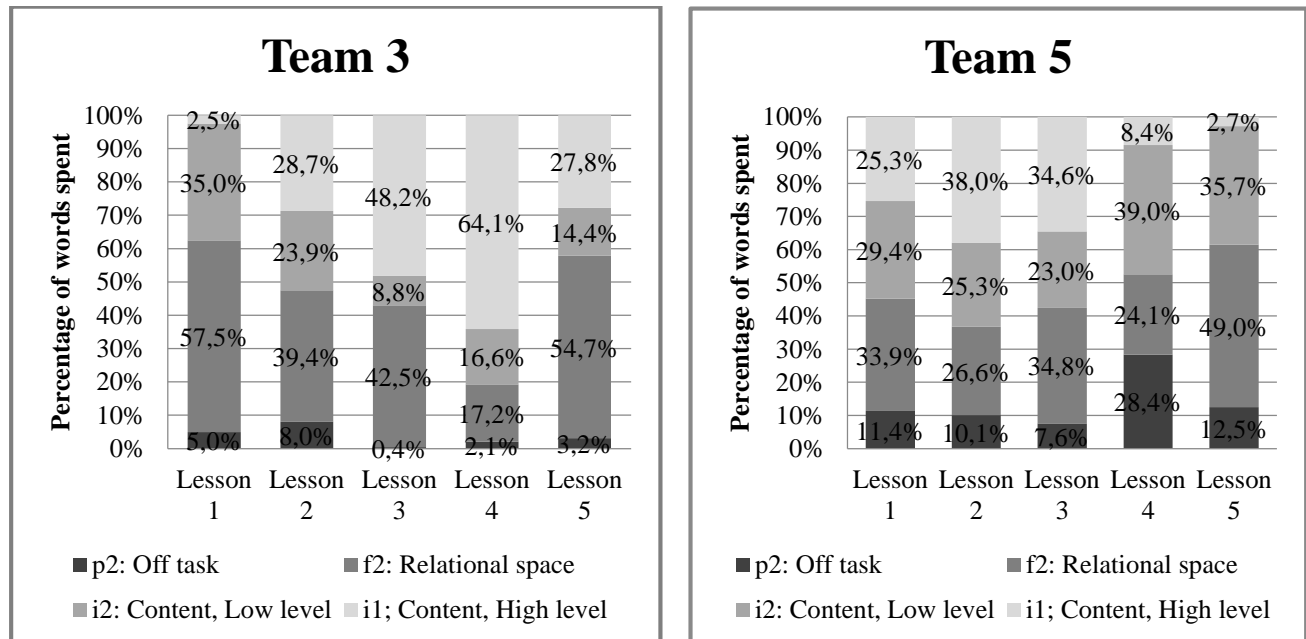 Team 3
Percentage of words spent
100%
90%
80%
70%
60%
50%
40%
30%
20%
10%
0%
2,5%
35,0%
57,5%
5,0%
28,7%
23,9%
39,4%
8,0%
48,2%
8,8%
42,5%
0,4%
64,1%
16,6%
17,2%
2,1%
27,8%
14,4%
54,7%
3,2%
Lesson 1
Lesson 2
Lesson 3
Lesson 4
Lesson 5
p2: Off task
f2: Relational space
i2: Content, Low level
i1; Content, High level
Team 5
Percentage of words spent
100%
90%
80%
70%
60%
50%
40%
30%
20%
10%
0%
25,3%
29,4%
33,9%
11,4%
38,0%
25,3%
26,6%
10,1%
34,6%
23,0%
34,8%
7,6%
8,4%
39,0%
24,1%
28,4%
2,7%
35,7%
49,0%
12,5%
Lesson 1
Lesson 2
Lesson 3
Lesson 4
Lesson 5
p2: Off task
f2: Relational space
i2: Content, Low level
i1; Content, High level